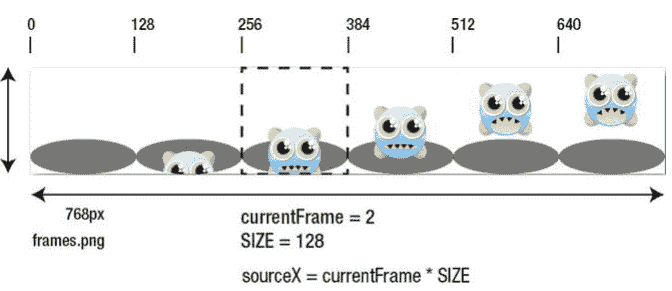 0 128 256 384 512 640
768px
frames.png
currentFrame = 2
SIZE = 128
sourceX = currentFrame * SIZE